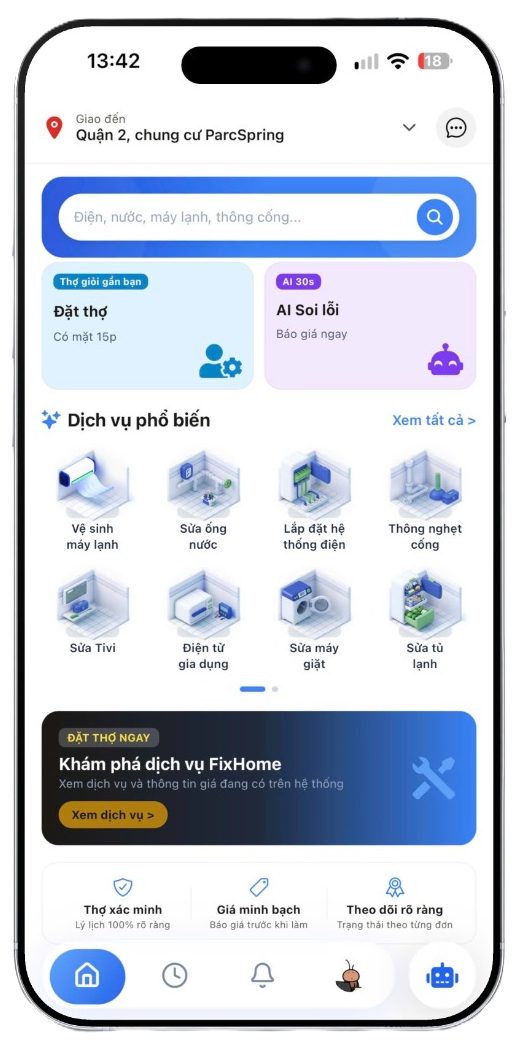 13:42
18
Giao đến
Quận 2, chung cư ParcSpring
Điện, nước, máy lạnh, thông cống...
Thợ giỏi gần bạn
Đặt thợ
Có mặt 15p
AI 30s
AI Soi lỗi
Báo giá ngay
Dịch vụ phổ biến
Xem tất cả >
Vệ sinh
máy lạnh
Sửa ống
nước
Lắp đặt hệ
thống điện
Thông nghẹt
cống
Sửa Tivi
Điện tử
gia dụng
Sửa máy
giặt
Sửa tủ
lạnh
ĐẶT THỢ NGAY
Khám phá dịch vụ FixHome
Xem dịch vụ và thông tin giá đang có trên hệ thống
Xem dịch vụ >
Thợ xác minh
Lý lịch 100% rõ ràng
Giá minh bạch
Báo giá trước khi làm
Theo dõi rõ ràng
Trạng thái theo từng đơn